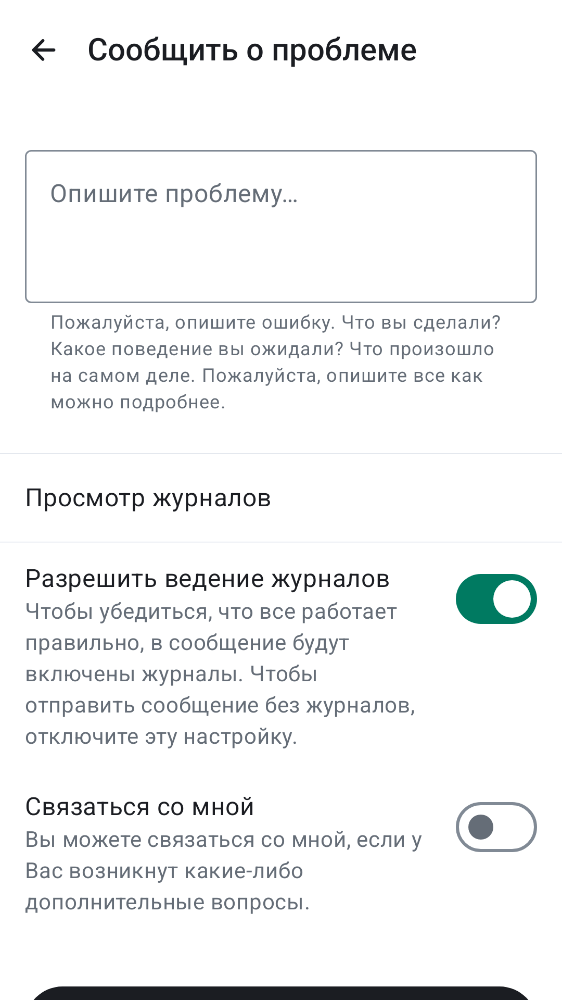 Сообщить о проблеме
Опишите проблему…
Пожалуйста, опишите ошибку. Что вы сделали?
Какое поведение вы ожидали? Что произошло
на самом деле. Пожалуйста, опишите все как
можно подробнее.
Просмотр журналов
Разрешить ведение журналов
Чтобы убедиться, что все работает
правильно, в сообщение будут
включены журналы. Чтобы
отправить сообщение без журналов,
отключите эту настройку.
Связаться со мной
Вы можете связаться со мной, если у
Вас возникнут какие-либо
дополнительные вопросы.